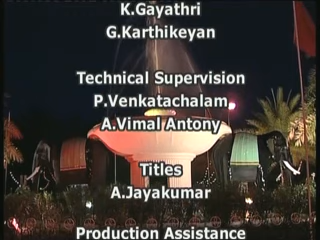 K.Gayathri
G.Karthikeyan
Technical Supervision
P.Venkatachalam
A.Vimal Antony
Titles
A.Jayakumar
Production Assistance